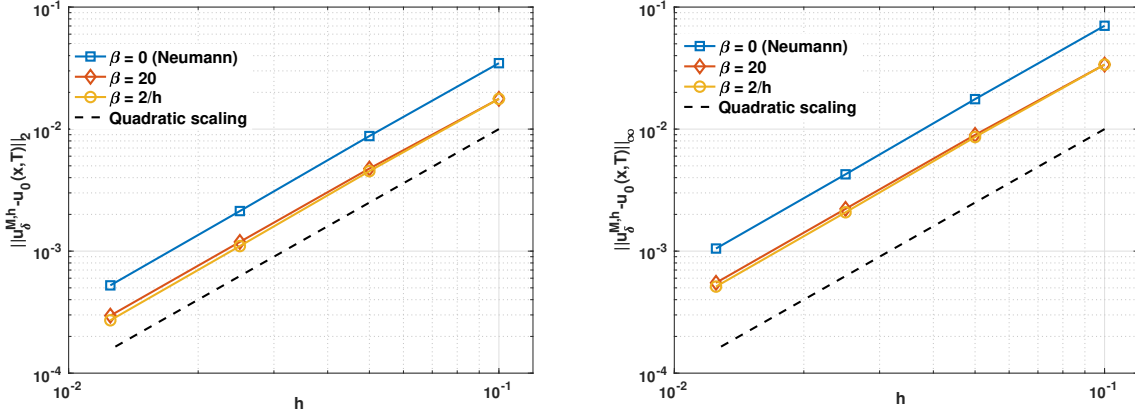 10^-1
10^-2
10^-3
10^-4
10^-2
10^-1
h
||u_δ^{M,h}-u_0(x,T)||_2
β = 0 (Neumann)
β = 20
β = 2/h
Quadratic scaling
10^-1
10^-2
10^-3
10^-4
10^-2
10^-1
h
||u_δ^{M,h}-u_0(x,T)||_∞
β = 0 (Neumann)
β = 20
β = 2/h
Quadratic scaling